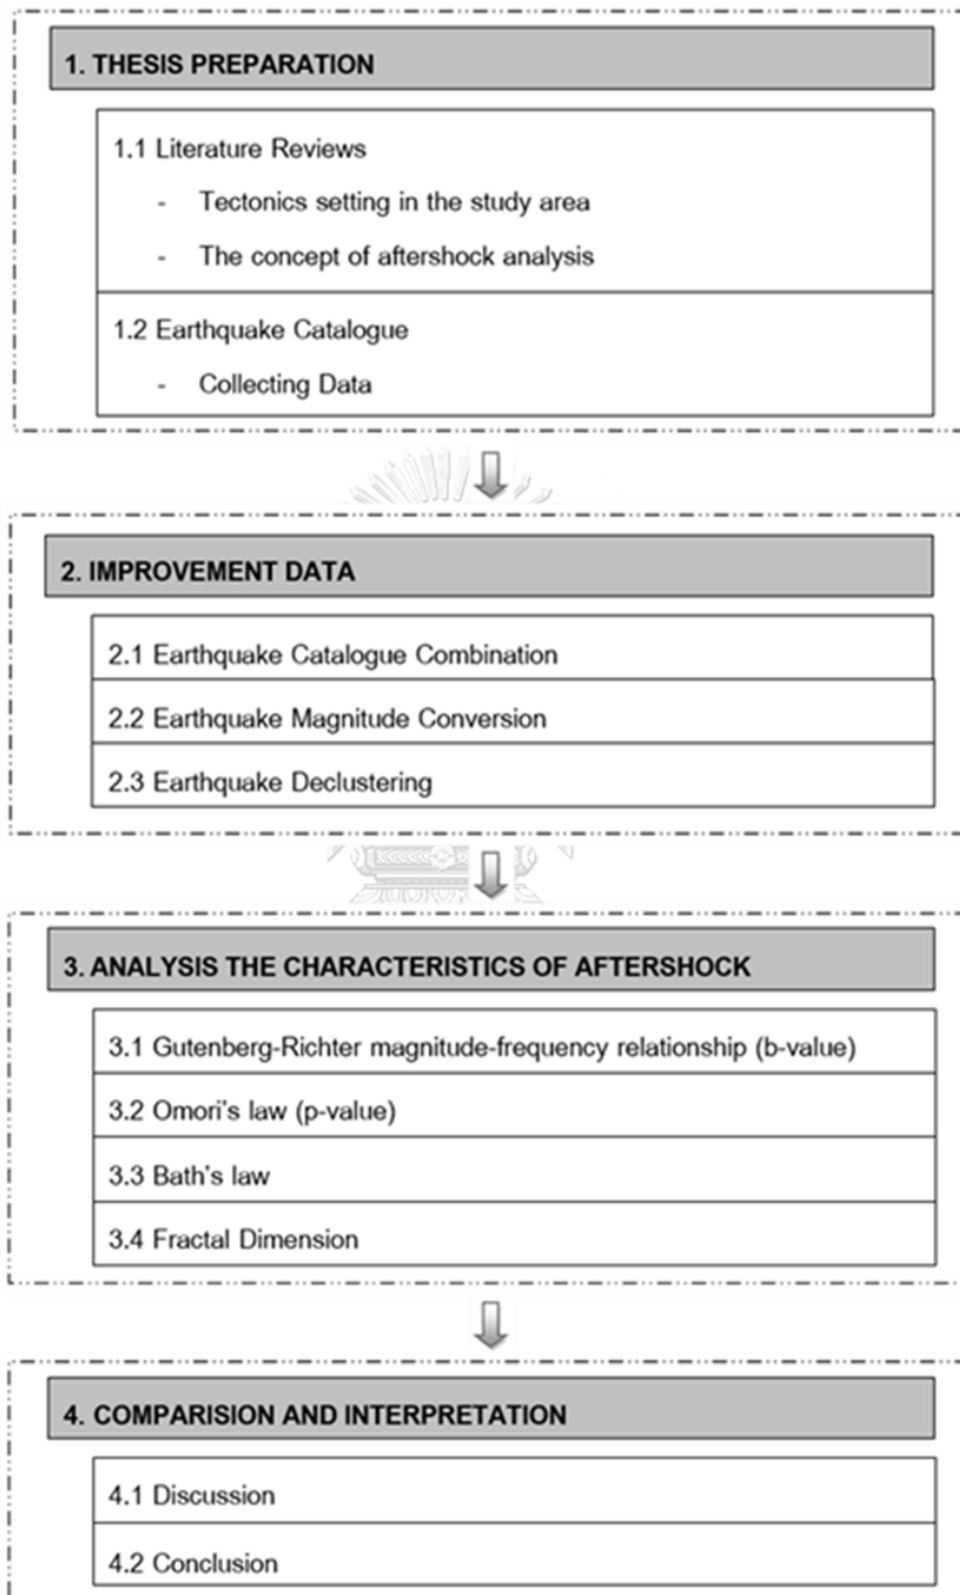 1. THESIS PREPARATION
1.1 Literature Reviews
- Tectonics setting in the study area
- The concept of aftershock analysis
1.2 Earthquake Catalogue
- Collecting Data
2. IMPROVEMENT DATA
2.1 Earthquake Catalogue Combination
2.2 Earthquake Magnitude Conversion
2.3 Earthquake Declustering
3. ANALYSIS THE CHARACTERISTICS OF AFTERSHOCK
3.1 Gutenberg-Richter magnitude-frequency relationship (b-value)
3.2 Omori's law (p-value)
3.3 Bath's law
3.4 Fractal Dimension
4. COMPARISION AND INTERPRETATION
4.1 Discussion
4.2 Conclusion